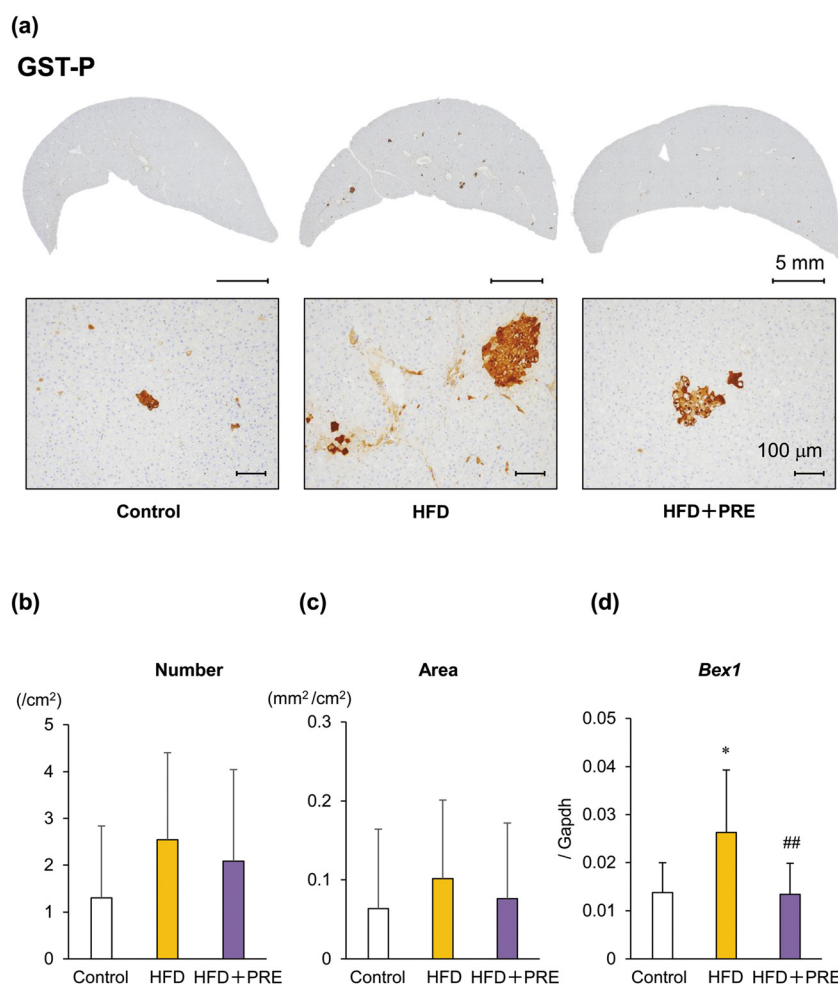 (a)
GST-P
5 mm
100 μm
Control HFD HFD+PRE
(b) (c) (d)
Number Area Bex1
(/cm²) (mm²/cm²)
5
4
3
2
1
0
Control HFD HFD+PRE
0.3
0.2
0.1
0
Control HFD HFD+PRE
/ Gapdh
0.05
0.04
0.03
0.02
0.01
0
*
##
Control HFD HFD+PRE